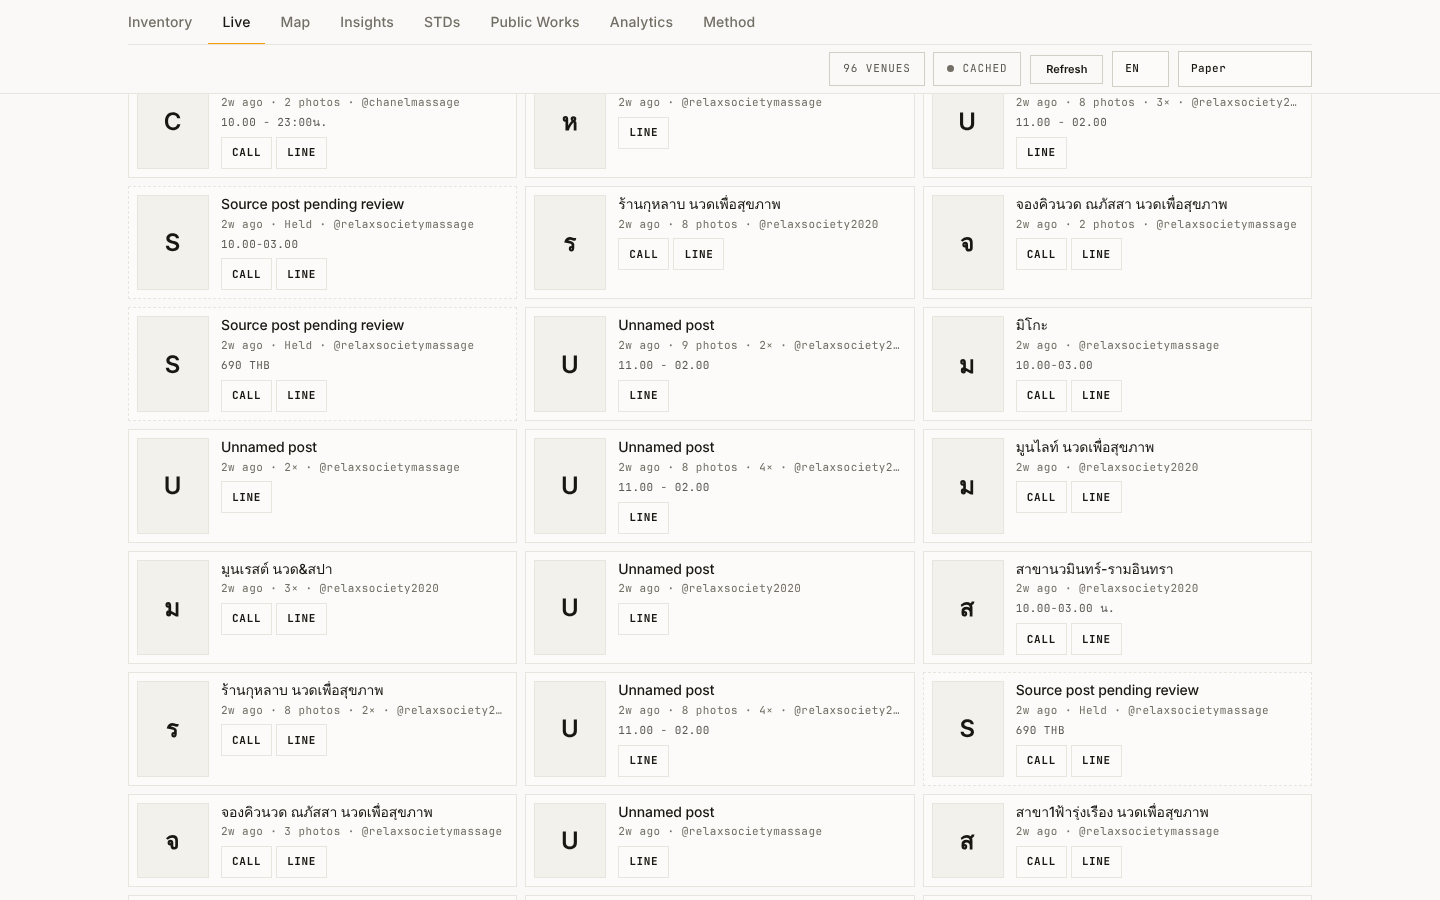 Inventory Live Map Insights STDs Public Works Analytics Method
96 VENUES CACHED Refresh EN Paper
C
2w ago · 2 photos · @chanelmassage
10.00 - 23:00น.
CALL LINE
ห
2w ago · @relaxsocietymassage
LINE
U
2w ago · 8 photos · 3× · @relaxsociety2…
11.00 - 02.00
LINE
S
Source post pending review
2w ago · Held · @relaxsocietymassage
10.00-03.00
CALL LINE
ร
ร้านกุหลาบ นวดเพื่อสุขภาพ
2w ago · 8 photos · @relaxsociety2020
CALL LINE
จ
จองคิวนวด ณภัสสา นวดเพื่อสุขภาพ
2w ago · 2 photos · @relaxsocietymassage
CALL LINE
S
Source post pending review
2w ago · Held · @relaxsocietymassage
690 THB
CALL LINE
U
Unnamed post
2w ago · 9 photos · 2× · @relaxsociety2…
11.00 - 02.00
LINE
ม
มิโกะ
2w ago · @relaxsocietymassage
10.00-03.00
CALL LINE
U
Unnamed post
2w ago · 2× · @relaxsocietymassage
LINE
U
Unnamed post
2w ago · 8 photos · 4× · @relaxsociety2…
11.00 - 02.00
LINE
ม
มูนไลท์ นวดเพื่อสุขภาพ
2w ago · @relaxsociety2020
CALL LINE
ม
มูนเรสต์ นวด&สปา
2w ago · 3× · @relaxsociety2020
CALL LINE
U
Unnamed post
2w ago · @relaxsociety2020
LINE
ส
สาขานวมินทร์-รามอินทรา
2w ago · @relaxsociety2020
10.00-03.00 น.
CALL LINE
ร
ร้านกุหลาบ นวดเพื่อสุขภาพ
2w ago · 8 photos · 2× · @relaxsociety2…
CALL LINE
U
Unnamed post
2w ago · 8 photos · 4× · @relaxsociety2…
11.00 - 02.00
LINE
S
Source post pending review
2w ago · Held · @relaxsocietymassage
690 THB
CALL LINE
จ
จองคิวนวด ณภัสสา นวดเพื่อสุขภาพ
2w ago · 3 photos · @relaxsocietymassage
CALL LINE
U
Unnamed post
2w ago · @relaxsocietymassage
LINE
ส
สาขา1ฟ้ารุ่งเรือง นวดเพื่อสุขภาพ
2w ago · @relaxsocietymassage
CALL LINE